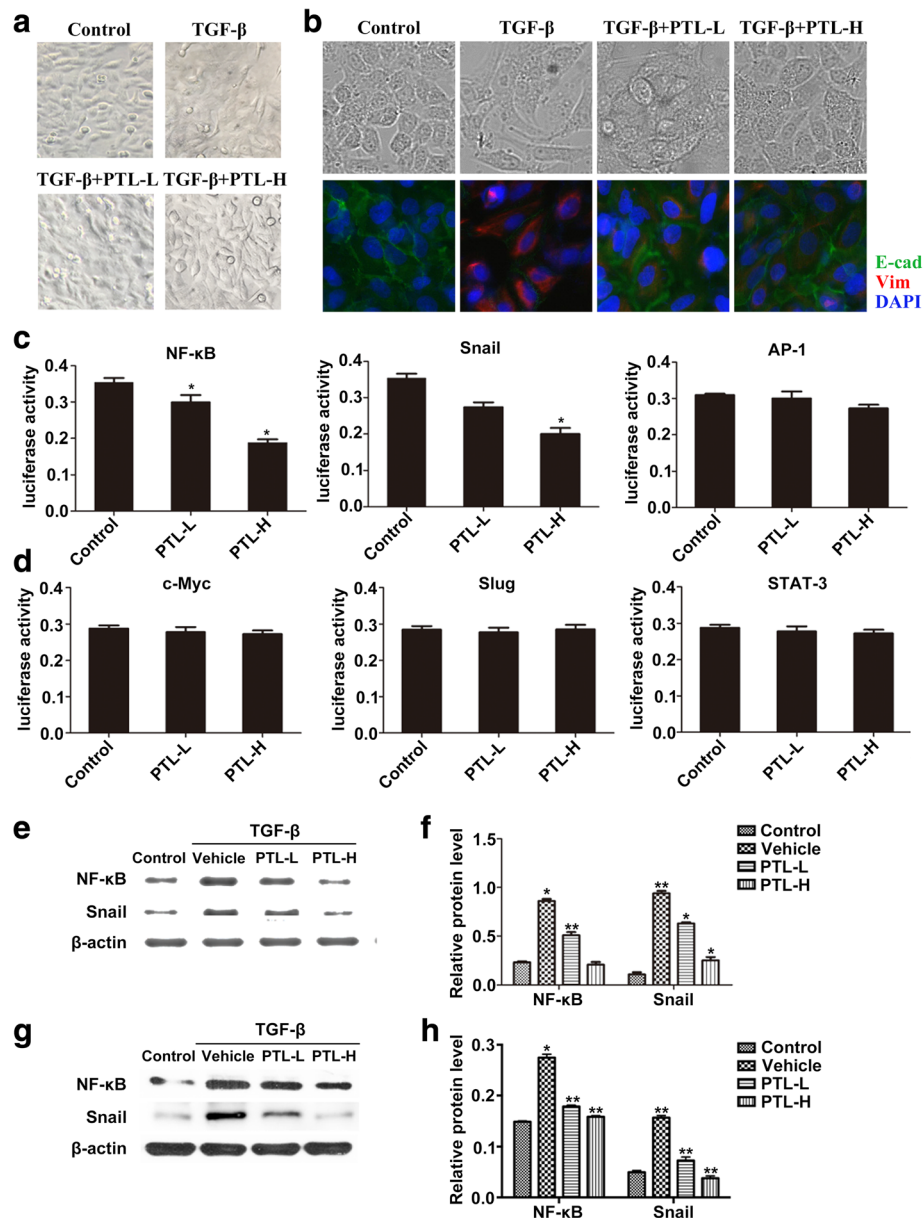 a
Control TGF-β
TGF-β+PTL-L TGF-β+PTL-H
b
Control TGF-β TGF-β+PTL-L TGF-β+PTL-H
E-cad
Vim
DAPI
c
NF-κB
luciferase activity
0.4
0.3
0.2
0.1
0.0
*
*
Control PTL-L PTL-H
Snail
luciferase activity
0.4
0.3
0.2
0.1
0.0
*
Control PTL-L PTL-H
AP-1
luciferase activity
0.4
0.3
0.2
0.1
0.0
Control PTL-L PTL-H
d
c-Myc
luciferase activity
0.4
0.3
0.2
0.1
0.0
Control PTL-L PTL-H
Slug
luciferase activity
0.4
0.3
0.2
0.1
0.0
Control PTL-L PTL-H
STAT-3
luciferase activity
0.4
0.3
0.2
0.1
0.0
Control PTL-L PTL-H
e
TGF-β
Control Vehicle PTL-L PTL-H
NF-κB
Snail
β-actin
f
Relative protein level
1.5
1.0
0.5
0.0
* ** ** * *
NF-κB Snail
Control
Vehicle
PTL-L
PTL-H
g
TGF-β
Control Vehicle PTL-L PTL-H
NF-κB
Snail
β-actin
h
Relative protein level
0.3
0.2
0.1
0.0
* ** ** ** ** **
NF-κB Snail
Control
Vehicle
PTL-L
PTL-H